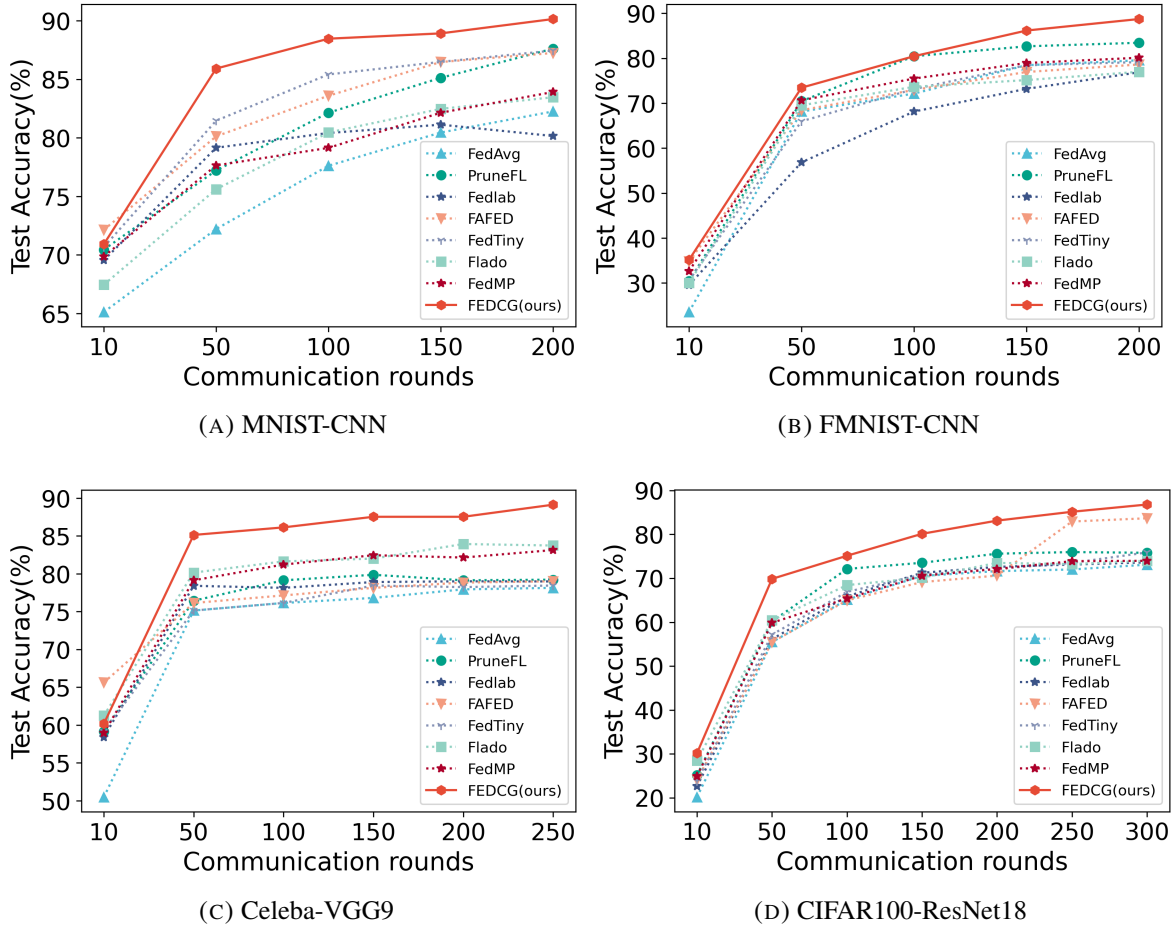 90
85
80
75
70
65
Test Accuracy(%)
FedAvg
PruneFL
Fedlab
FAFED
FedTiny
Flado
FedMP
FEDCG(ours)
10 50 100 150 200
Communication rounds
(A) MNIST-CNN
90
80
70
60
50
40
30
Test Accuracy(%)
FedAvg
PruneFL
Fedlab
FAFED
FedTiny
Flado
FedMP
FEDCG(ours)
10 50 100 150 200
Communication rounds
(B) FMNIST-CNN
90
85
80
75
70
65
60
55
50
Test Accuracy(%)
FedAvg
PruneFL
Fedlab
FAFED
FedTiny
Flado
FedMP
FEDCG(ours)
10 50 100 150 200 250
Communication rounds
(C) Celeba-VGG9
90
80
70
60
50
40
30
20
Test Accuracy(%)
FedAvg
PruneFL
Fedlab
FAFED
FedTiny
Flado
FedMP
FEDCG(ours)
10 50 100 150 200 250 300
Communication rounds
(D) CIFAR100-ResNet18